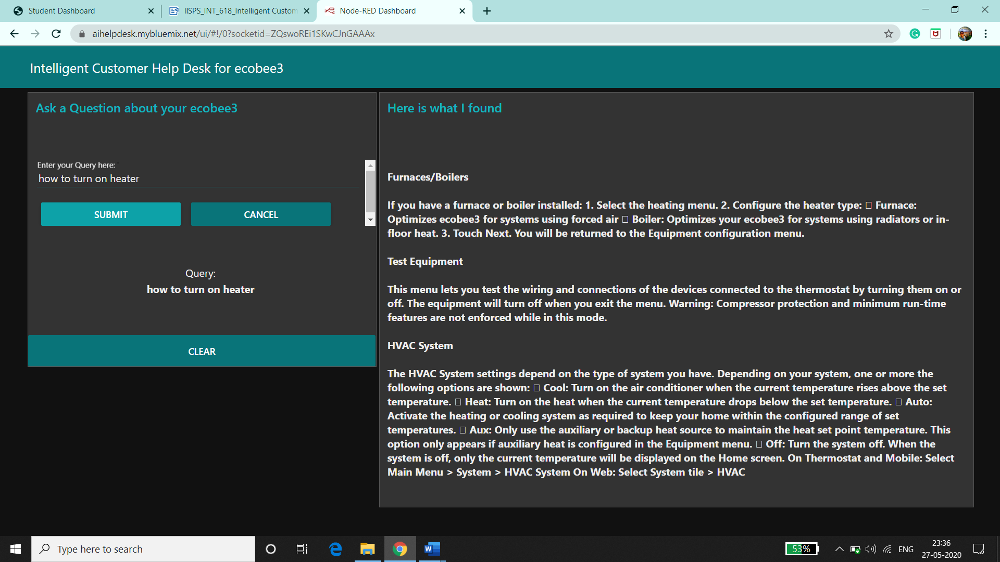 Student Dashboard
IISPS_INT_618_Intelligent Custom
Node-RED Dashboard
aihelpdesk.mybluemix.net/ui/#!/0?socketid=ZQswoREi1SKwCJnGAAAx
Intelligent Customer Help Desk for ecobee3
Ask a Question about your ecobee3
Enter your Query here: *
how to turn on heater
SUBMIT
CANCEL
Query:
how to turn on heater
CLEAR
Here is what I found
Furnaces/Boilers
If you have a furnace or boiler installed: 1. Select the heating menu. 2. Configure the heater type:  Furnace:
Optimizes ecobee3 for systems using forced air  Boiler: Optimizes your ecobee3 for systems using radiators or in-
floor heat. 3. Touch Next. You will be returned to the Equipment configuration menu.
Test Equipment
This menu lets you test the wiring and connections of the devices connected to the thermostat by turning them on or
off. The equipment will turn off when you exit the menu. Warning: Compressor protection and minimum run-time
features are not enforced while in this mode.
HVAC System
The HVAC System settings depend on the type of system you have. Depending on your system, one or more the
following options are shown:  Cool: Turn on the air conditioner when the current temperature rises above the set
temperature.  Heat: Turn on the heat when the current temperature drops below the set temperature.  Auto:
Activate the heating or cooling system as required to keep your home within the configured range of set
temperatures.  Aux: Only use the auxiliary or backup heat source to maintain the heat set point temperature. This
option only appears if auxiliary heat is configured in the Equipment menu.  Off: Turn the system off. When the
system is off, only the current temperature will be displayed on the Home screen. On Thermostat and Mobile: Select
Main Menu > System > HVAC System On Web: Select System tile > HVAC
Type here to search
53%
ENG
23:36
27-05-2020